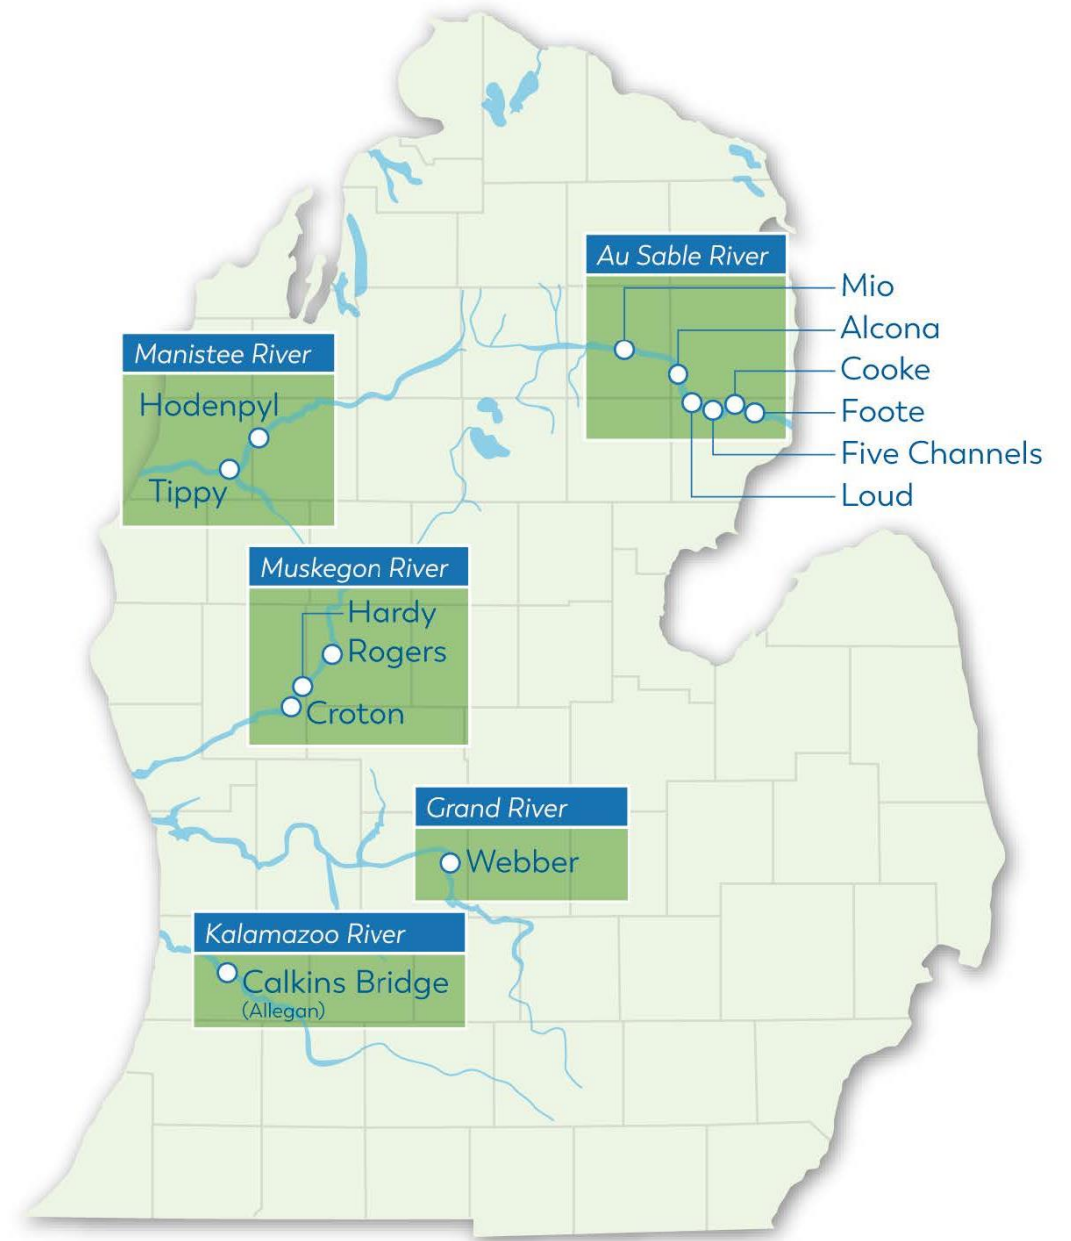 Au Sable River
Mio
Alcona
Cooke
Foote
Five Channels
Loud
Manistee River
Hodenpyl
Tippy
Muskegon River
Hardy
Rogers
Croton
Grand River
Webber
Kalamazoo River
Calkins Bridge
(Allegan)